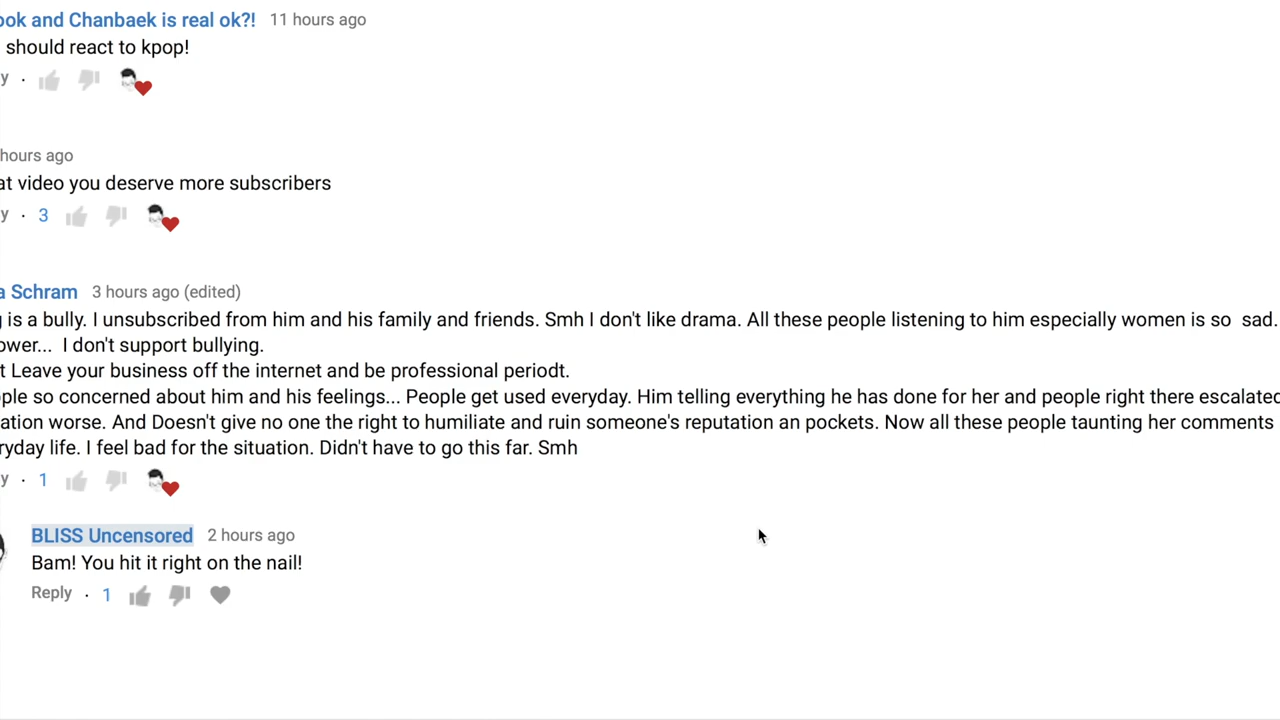 ook and Chanbaek is real ok?! 11 hours ago
should react to kpop!
y ·
hours ago
at video you deserve more subscribers
y · 3
a Schram 3 hours ago (edited)
g is a bully. I unsubscribed from him and his family and friends. Smh I don't like drama. All these people listening to him especially women is so sad.
ower... I don't support bullying.
t Leave your business off the internet and be professional periodt.
ple so concerned about him and his feelings... People get used everyday. Him telling everything he has done for her and people right there escalated
ation worse. And Doesn't give no one the right to humiliate and ruin someone's reputation an pockets. Now all these people taunting her comments
ryday life. I feel bad for the situation. Didn't have to go this far. Smh
y · 1
BLISS Uncensored 2 hours ago
Bam! You hit it right on the nail!
Reply · 1